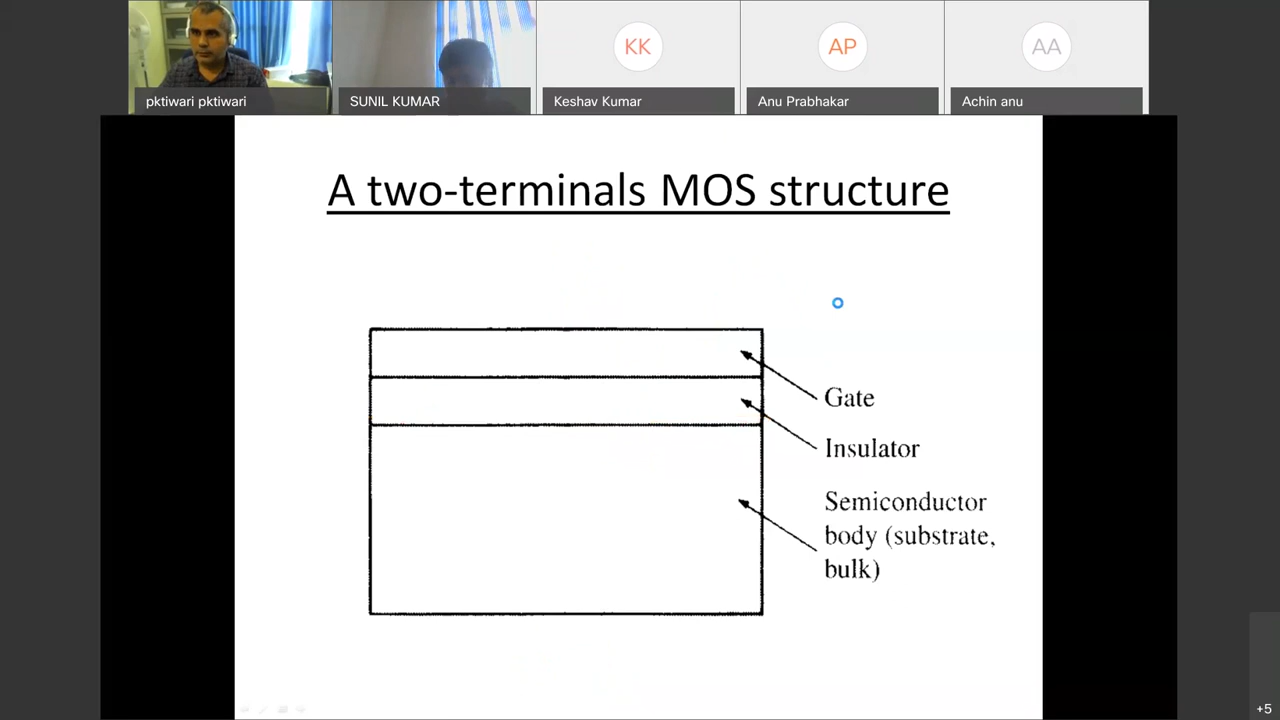 KK
AP
AA
pktiwari pktiwari
SUNIL KUMAR
Keshav Kumar
Anu Prabhakar
Achin anu
A two-terminals MOS structure
Gate
Insulator
Semiconductor
body (substrate,
bulk)
+5